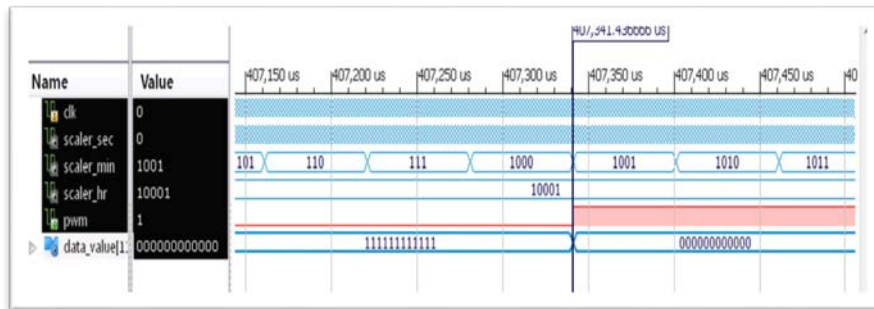 407,341.436666 us
407,150 us 407,200 us 407,250 us 407,300 us 407,350 us 407,400 us 407,450 us 40
Name Value
clk 0
scaler_sec 0
scaler_min 1001 101 110 111 1000 1001 1010 1011
scaler_hr 10001 10001
pwm 1
data_value[1: 000000000000 111111111111 000000000000